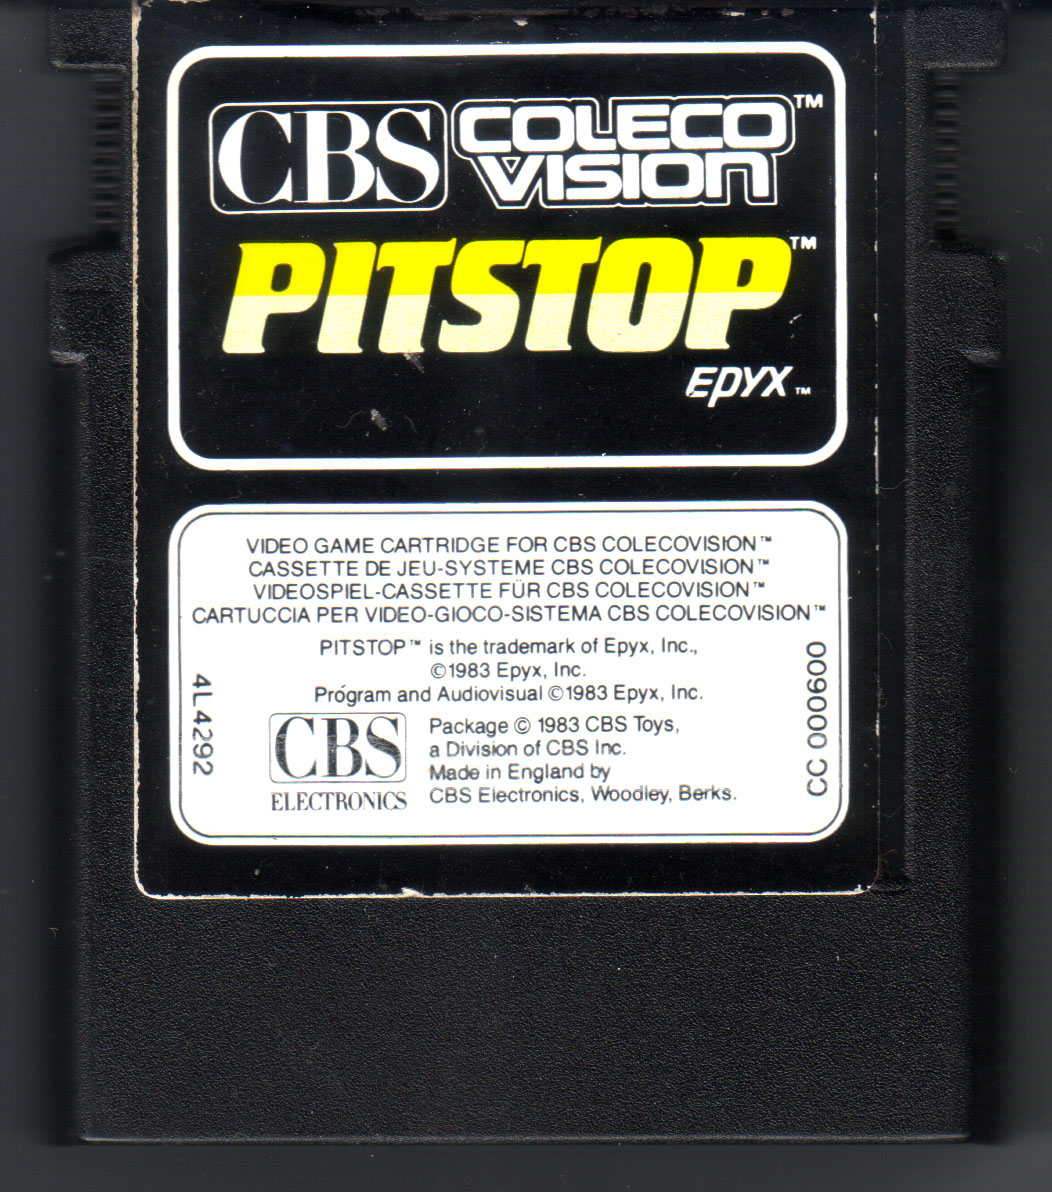 CBS COLECO VISION™
PITSTOP™
EPYX™
VIDEO GAME CARTRIDGE FOR CBS COLECOVISION™
CASSETTE DE JEU-SYSTEME CBS COLECOVISION™
VIDEOSPIEL-CASSETTE FÜR CBS COLECOVISION™
CARTUCCIA PER VIDEO-GIOCO-SISTEMA CBS COLECOVISION™
PITSTOP™ is the trademark of Epyx, Inc.,
©1983 Epyx, Inc.
Program and Audiovisual ©1983 Epyx, Inc.
CBS
ELECTRONICS
Package © 1983 CBS Toys,
a Division of CBS Inc.
Made in England by
CBS Electronics, Woodley, Berks.
4L4292
CC 000600